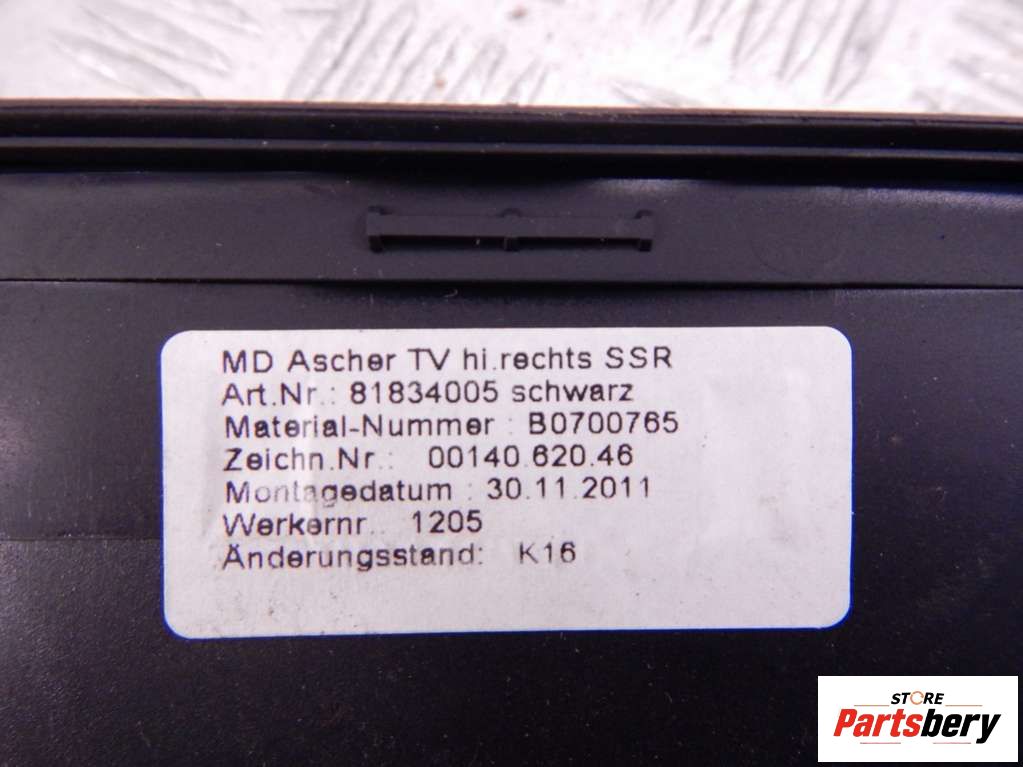 MD Ascher TV hi.rechts SSR
Art.Nr.: 81834005 schwarz
Material-Nummer : B0700765
Zeichn.Nr.: 00140.620.46
Montagedatum : 30.11.2011
Werkernr.: 1205
Änderungsstand: K16
STORE
Partsbery